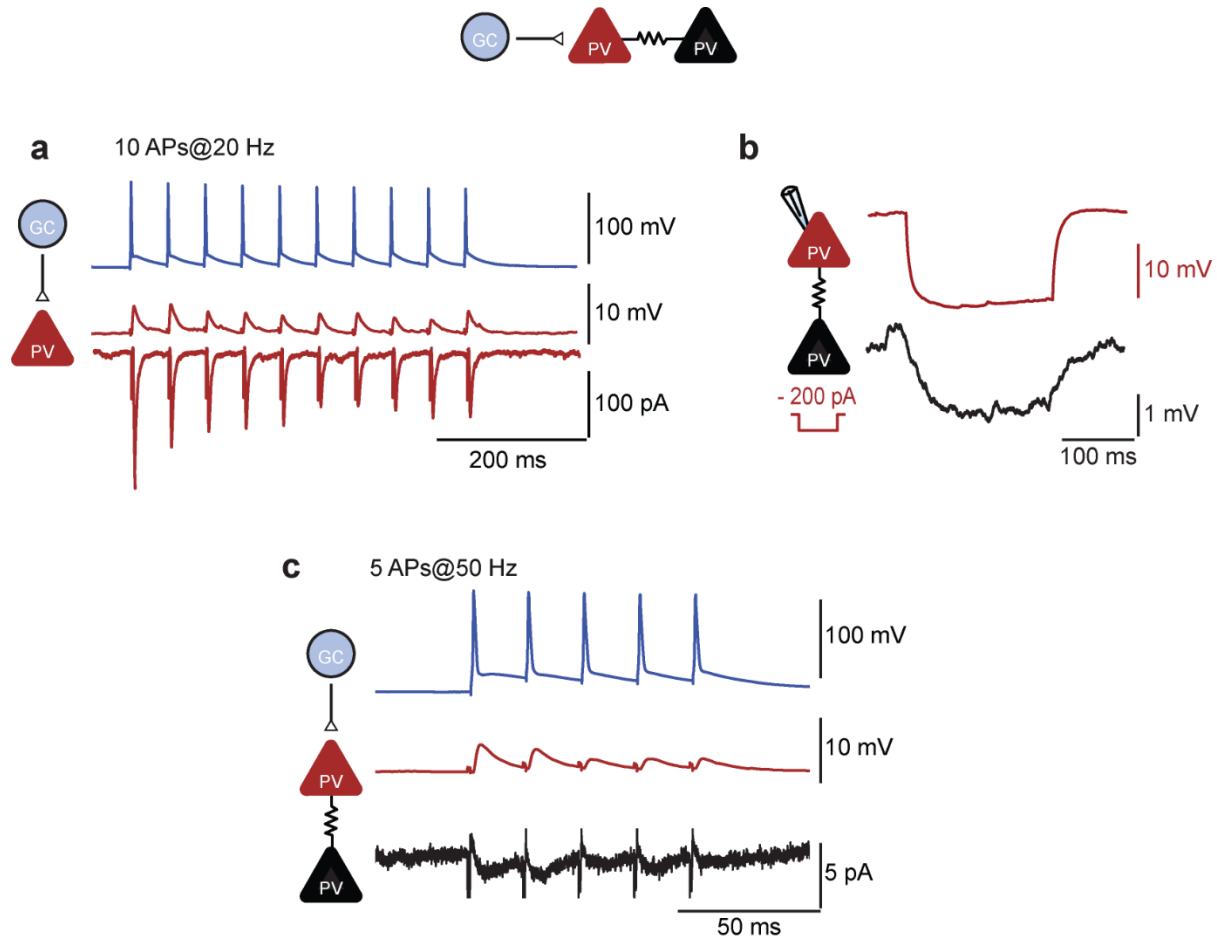 GC PV PV
a 10 APs@20 Hz
GC
100 mV
10 mV
PV
100 pA
200 ms
b
PV
10 mV
PV
- 200 pA
1 mV
100 ms
c 5 APs@50 Hz
GC
100 mV
PV
10 mV
PV
5 pA
50 ms